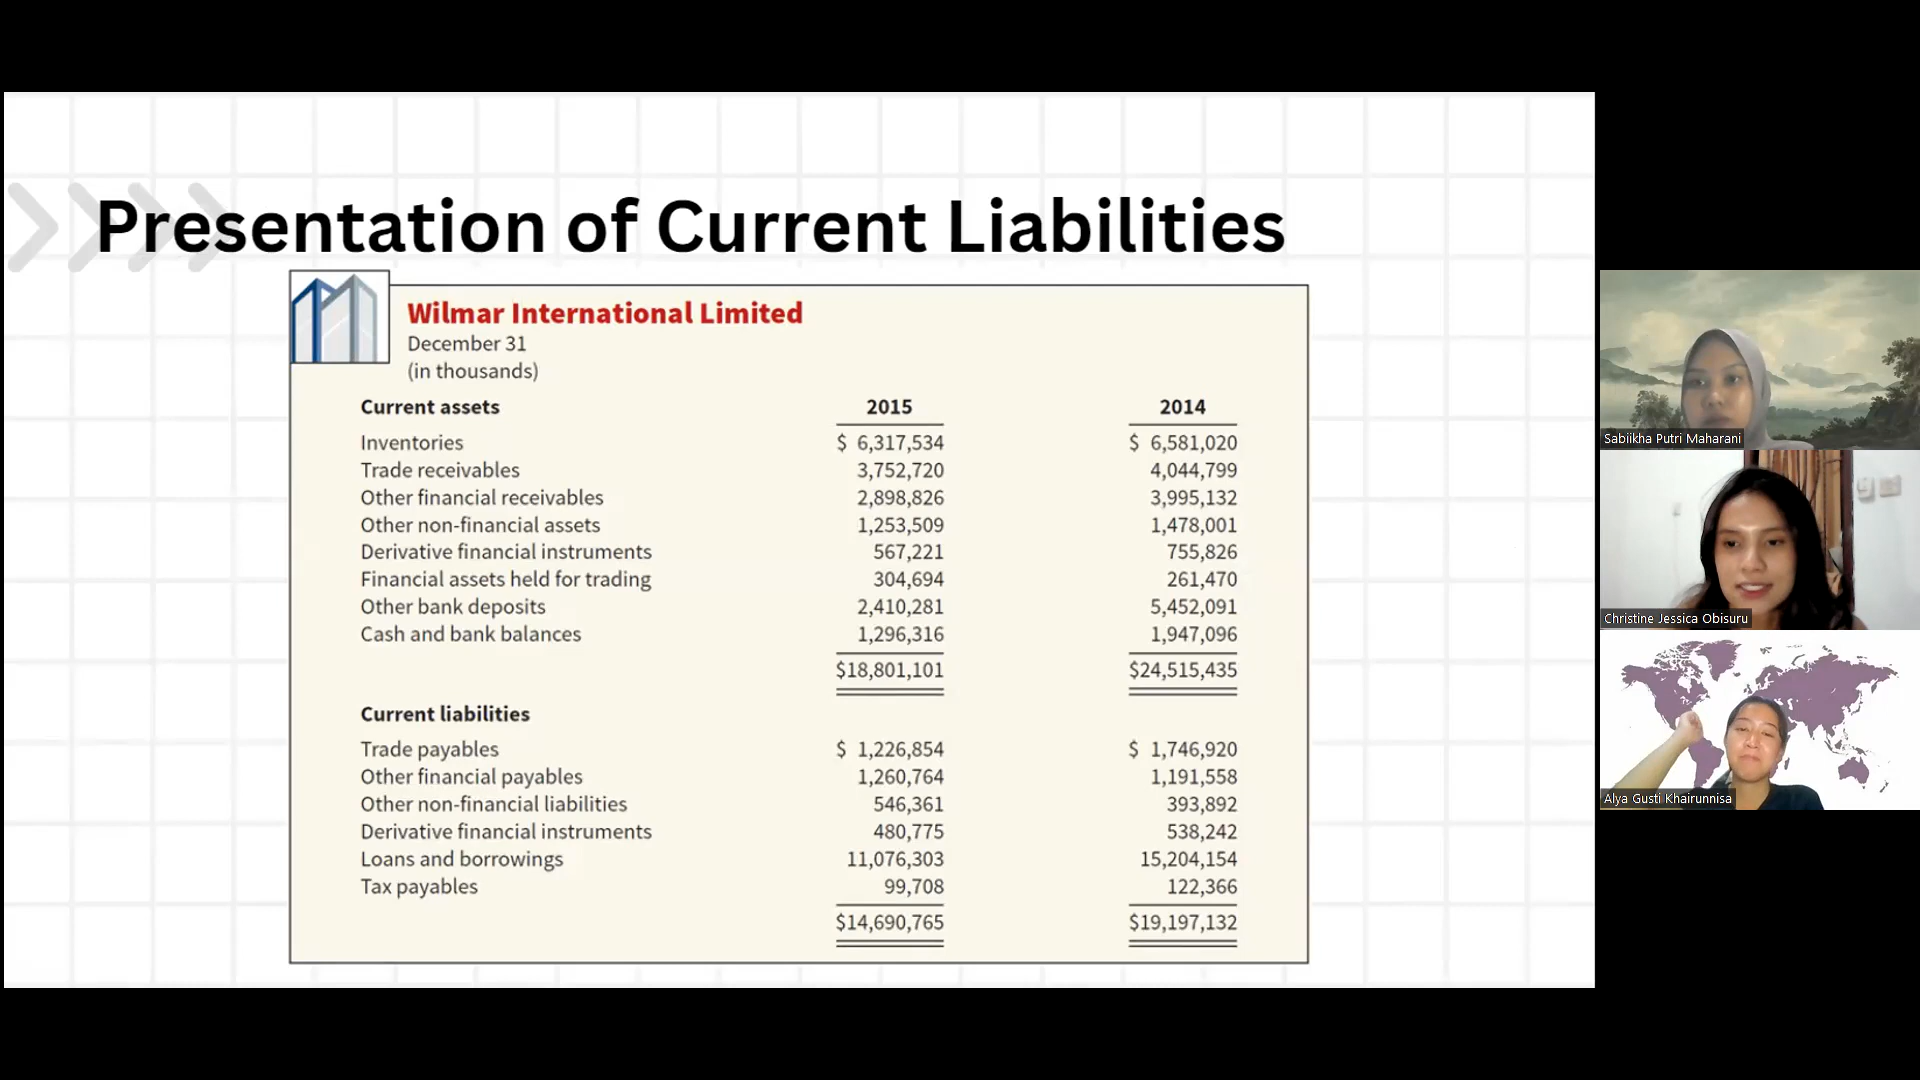 Presentation of Current Liabilities
Wilmar International Limited
December 31
(in thousands)
Current assets 2015 2014
Inventories $ 6,317,534 $ 6,581,020
Trade receivables 3,752,720 4,044,799
Other financial receivables 2,898,826 3,995,132
Other non-financial assets 1,253,509 1,478,001
Derivative financial instruments 567,221 755,826
Financial assets held for trading 304,694 261,470
Other bank deposits 2,410,281 5,452,091
Cash and bank balances 1,296,316 1,947,096
$18,801,101 $24,515,435
Current liabilities
Trade payables $ 1,226,854 $ 1,746,920
Other financial payables 1,260,764 1,191,558
Other non-financial liabilities 546,361 393,892
Derivative financial instruments 480,775 538,242
Loans and borrowings 11,076,303 15,204,154
Tax payables 99,708 122,366
$14,690,765 $19,197,132
Sabiikha Putri Maharani
Christine Jessica Obisuru
Alya Gusti Khairunnisa